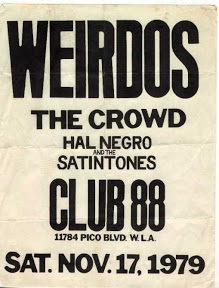 WEIRDOS
THE CROWD
HAL NEGRO
AND THE
SATINTONES
CLUB 88
11784 PICO BLVD. W.L.A.
SAT. NOV. 17, 1979